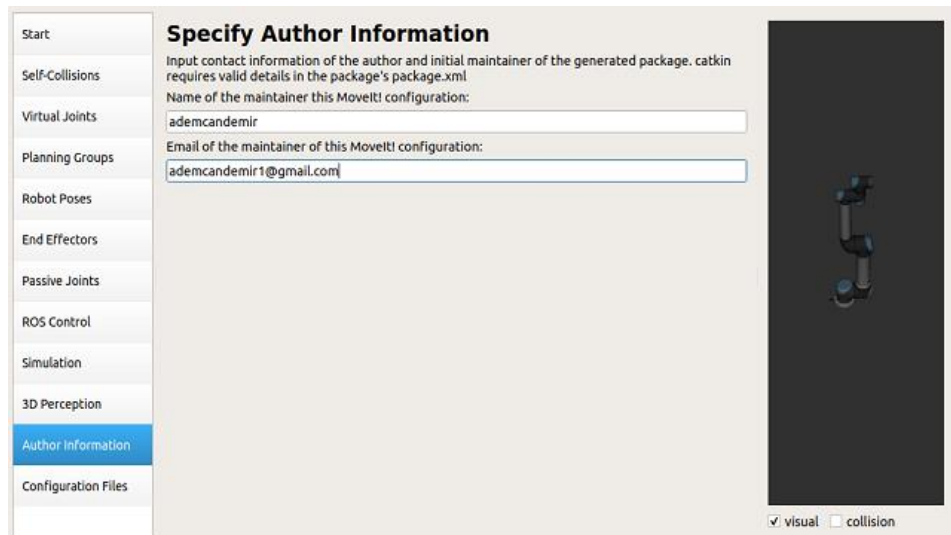 Start
Self-Collisions
Virtual Joints
Planning Groups
Robot Poses
End Effectors
Passive Joints
ROS Control
Simulation
3D Perception
Author Information
Configuration Files
Specify Author Information
Input contact information of the author and initial maintainer of the generated package. catkin
requires valid details in the package's package.xml
Name of the maintainer this MoveIt! configuration:
ademcandemir
Email of the maintainer of this MoveIt! configuration:
ademcandemir1@gmail.com
visual collision